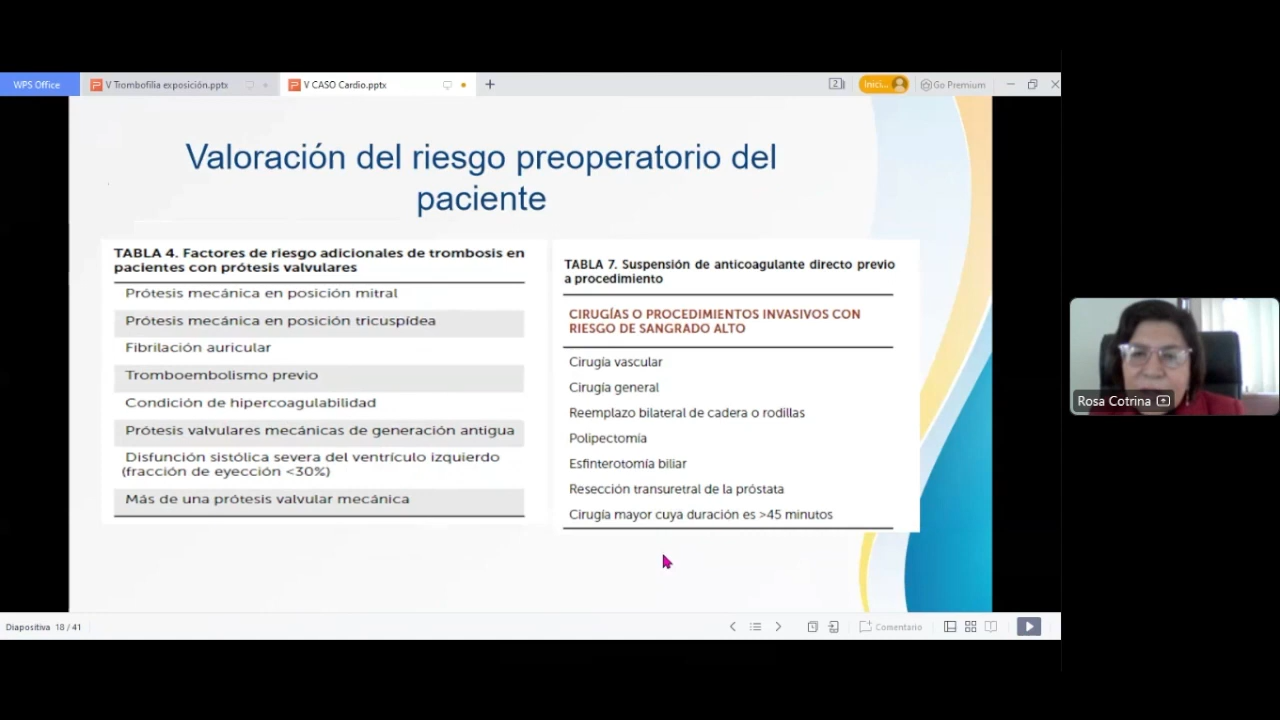 WPS Office
V Trombofilia exposición.pptx
V CASO Cardio.pptx
2
Inici...
Go Premium
Valoración del riesgo preoperatorio del
paciente
TABLA 4. Factores de riesgo adicionales de trombosis en
pacientes con prótesis valvulares
Prótesis mecánica en posición mitral
Prótesis mecánica en posición tricuspídea
Fibrilación auricular
Tromboembolismo previo
Condición de hipercoagulabilidad
Prótesis valvulares mecánicas de generación antigua
Disfunción sistólica severa del ventrículo izquierdo
(fracción de eyección <30%)
Más de una prótesis valvular mecánica
TABLA 7. Suspensión de anticoagulante directo previo
a procedimiento
CIRUGÍAS O PROCEDIMIENTOS INVASIVOS CON
RIESGO DE SANGRADO ALTO
Cirugía vascular
Cirugía general
Reemplazo bilateral de cadera o rodillas
Polipectomía
Esfinterotomía biliar
Resección transuretral de la próstata
Cirugía mayor cuya duración es >45 minutos
Rosa Cotrina
Diapositiva 18 / 41
Comentario